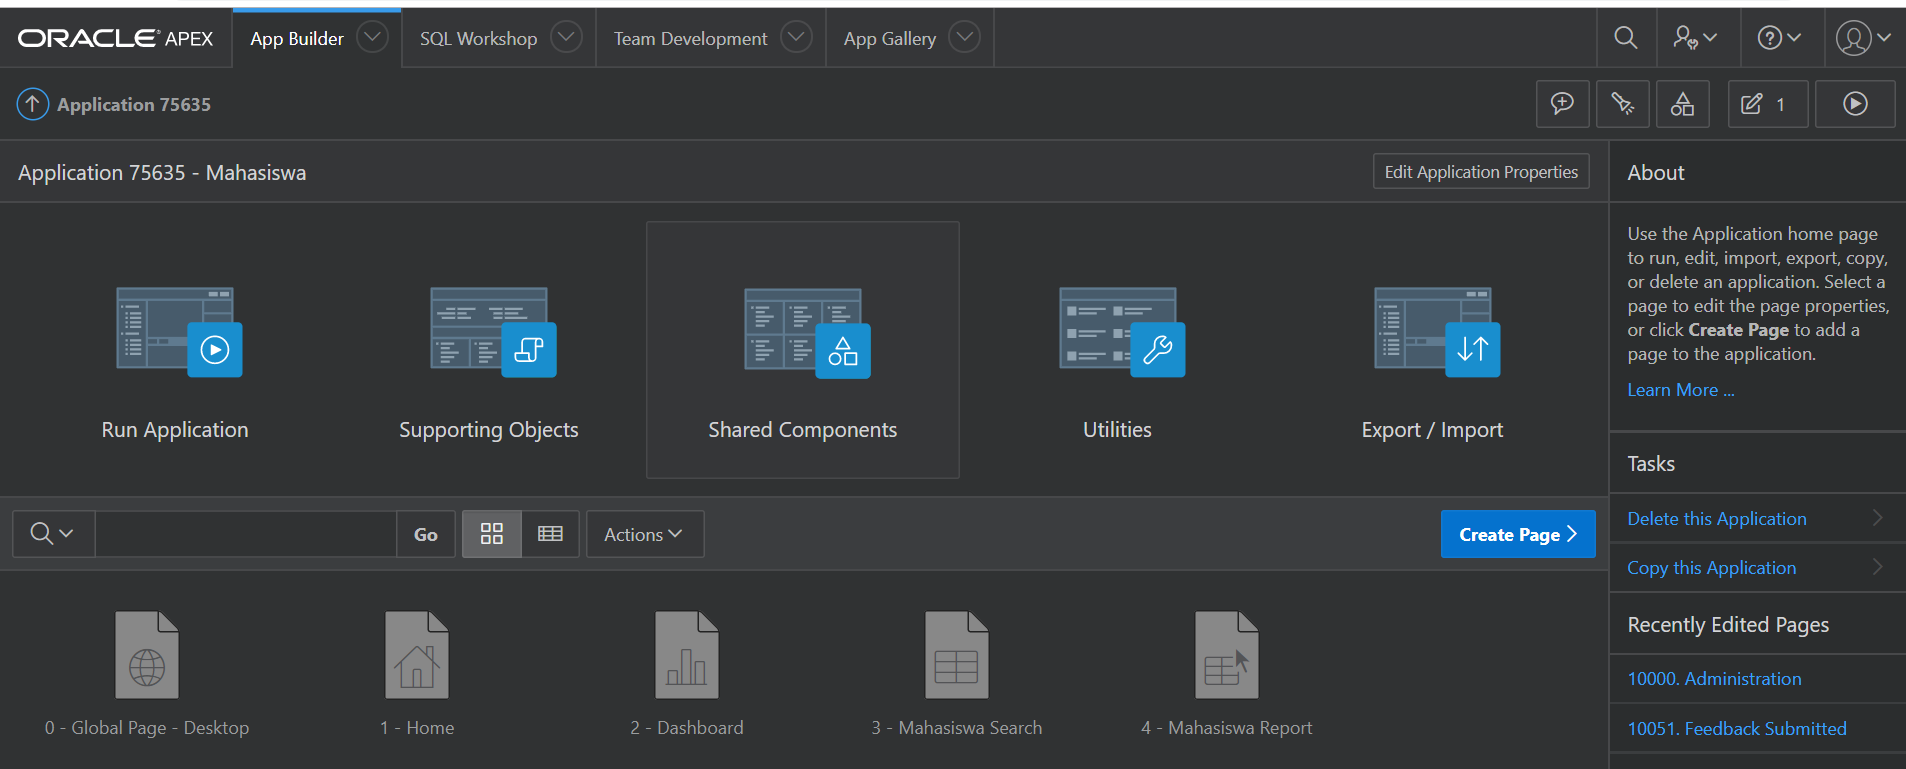 ORACLE APEX
App Builder
SQL Workshop
Team Development
App Gallery
Application 75635
1
Application 75635 - Mahasiswa
Edit Application Properties
Run Application
Supporting Objects
Shared Components
Utilities
Export / Import
Go
Actions
Create Page
0 - Global Page - Desktop
1 - Home
2 - Dashboard
3 - Mahasiswa Search
4 - Mahasiswa Report
About
Use the Application home page
to run, edit, import, export, copy,
or delete an application. Select a
page to edit the page properties,
or click Create Page to add a
page to the application.
Learn More ...
Tasks
Delete this Application
Copy this Application
Recently Edited Pages
10000. Administration
10051. Feedback Submitted